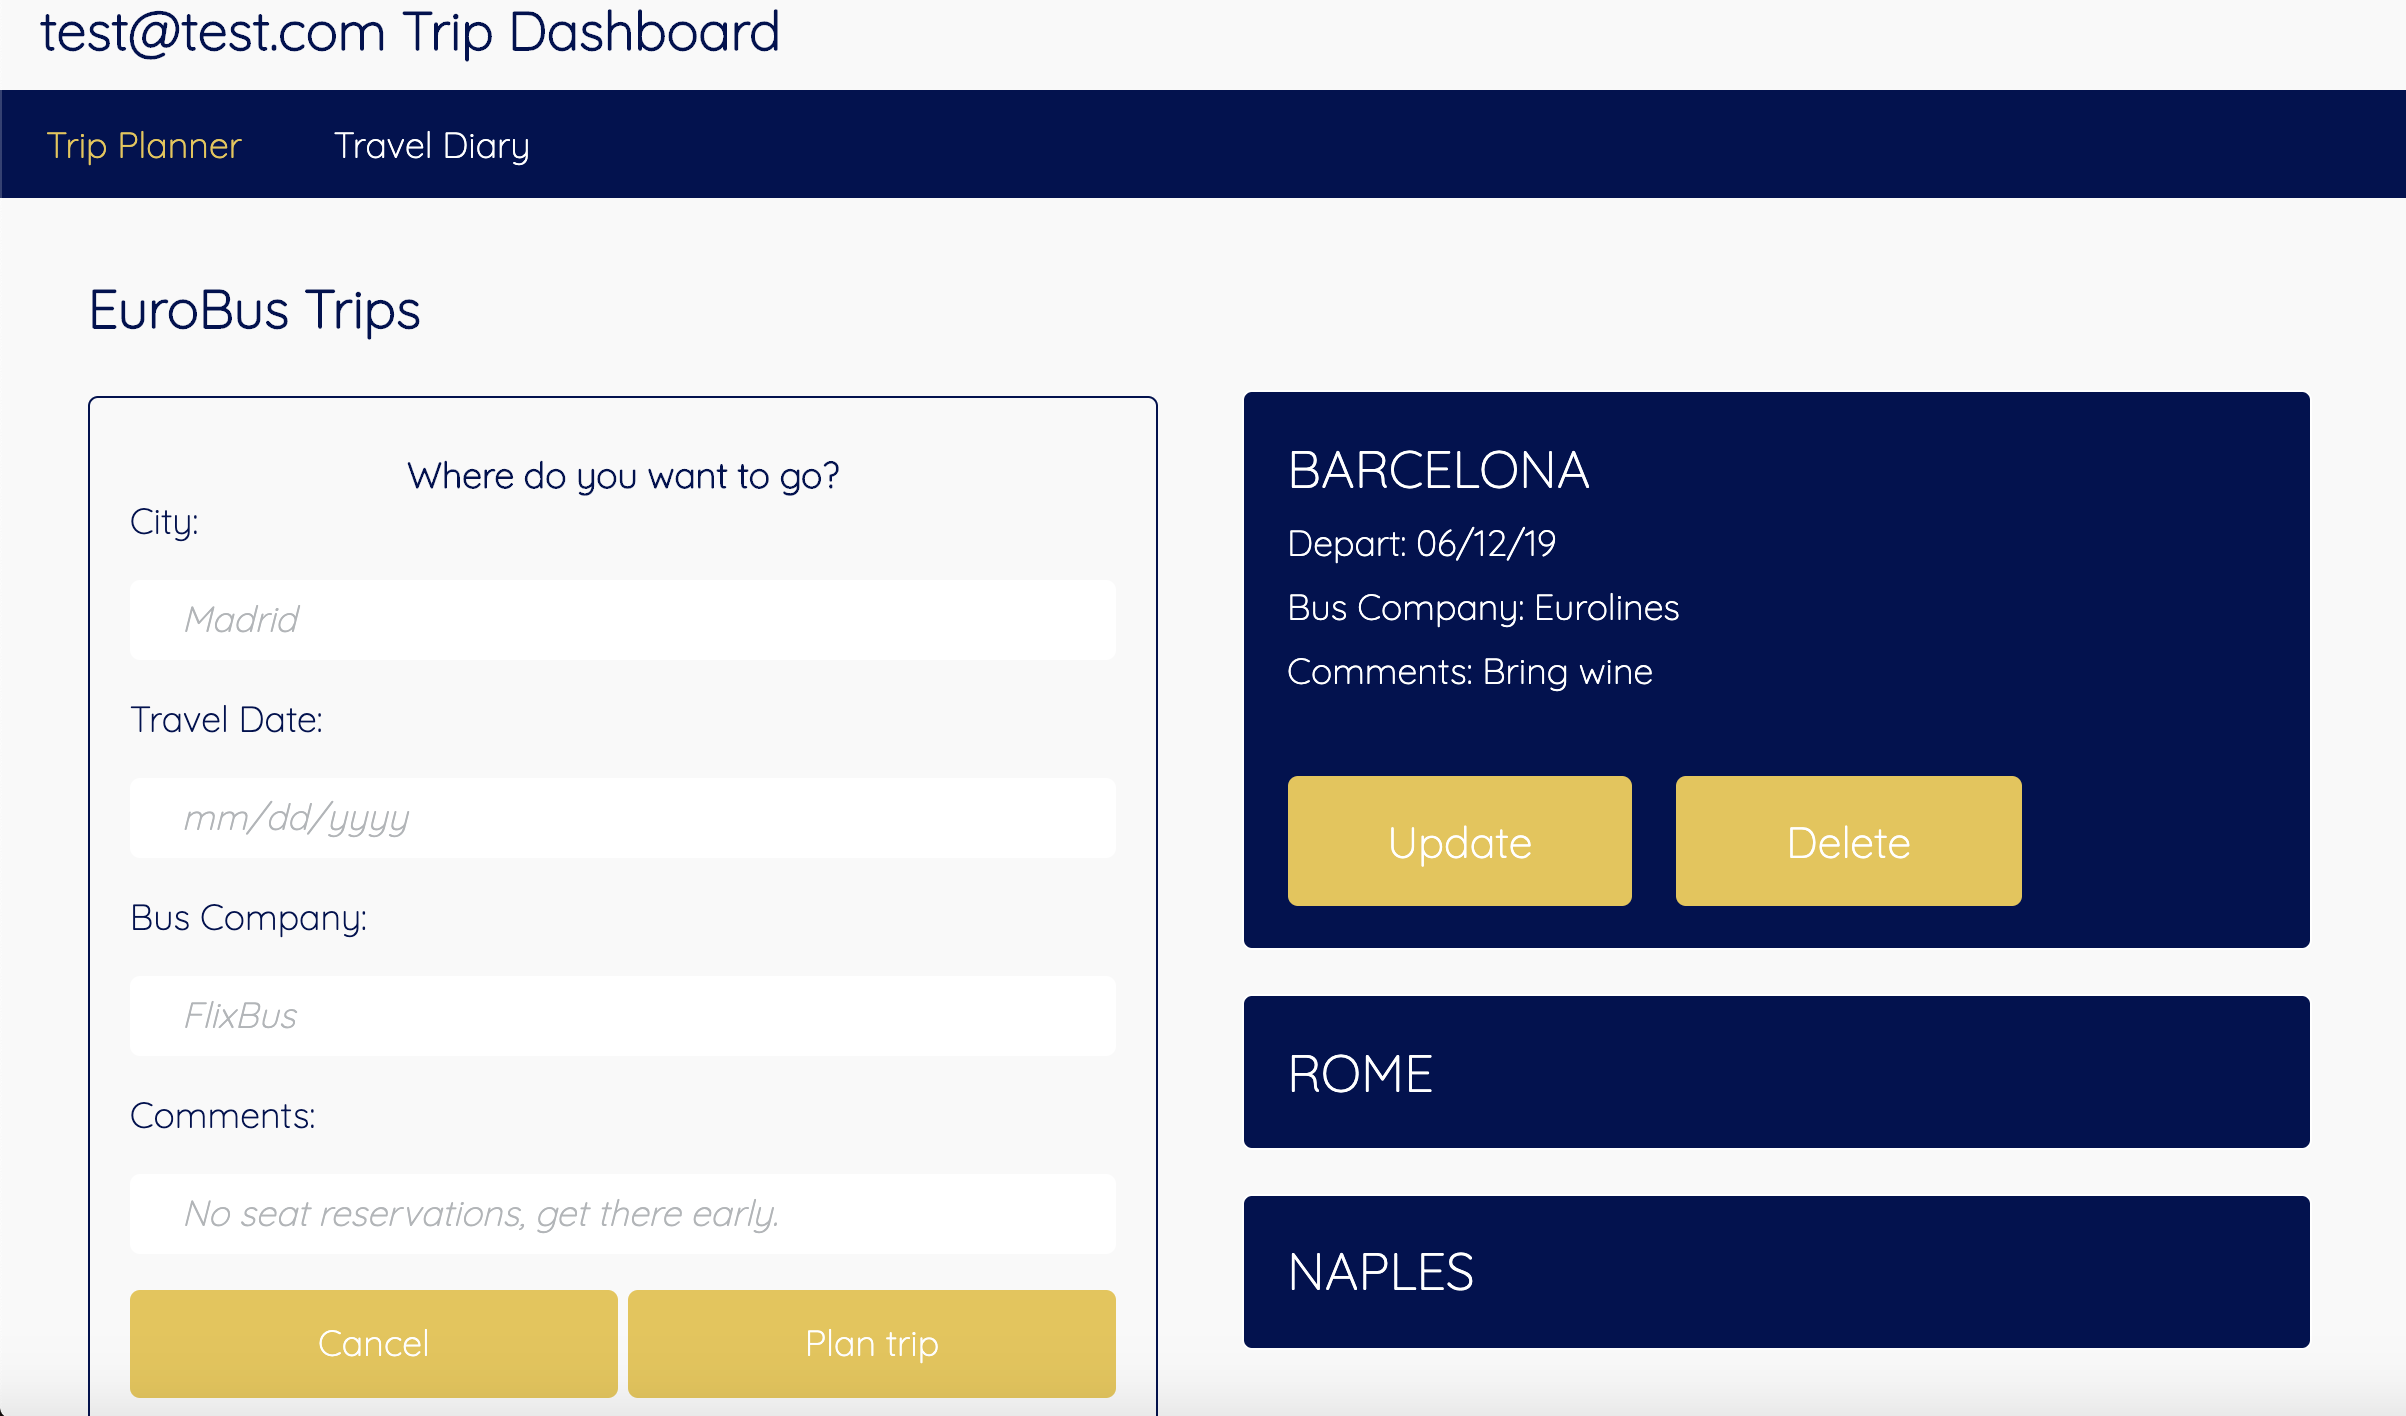 test@test.com Trip Dashboard
Trip Planner
Travel Diary
EuroBus Trips
Where do you want to go?
City:
Madrid
Travel Date:
mm/dd/yyyy
Bus Company:
FlixBus
Comments:
No seat reservations, get there early.
Cancel
Plan trip
BARCELONA
Depart: 06/12/19
Bus Company: Eurolines
Comments: Bring wine
Update
Delete
ROME
NAPLES